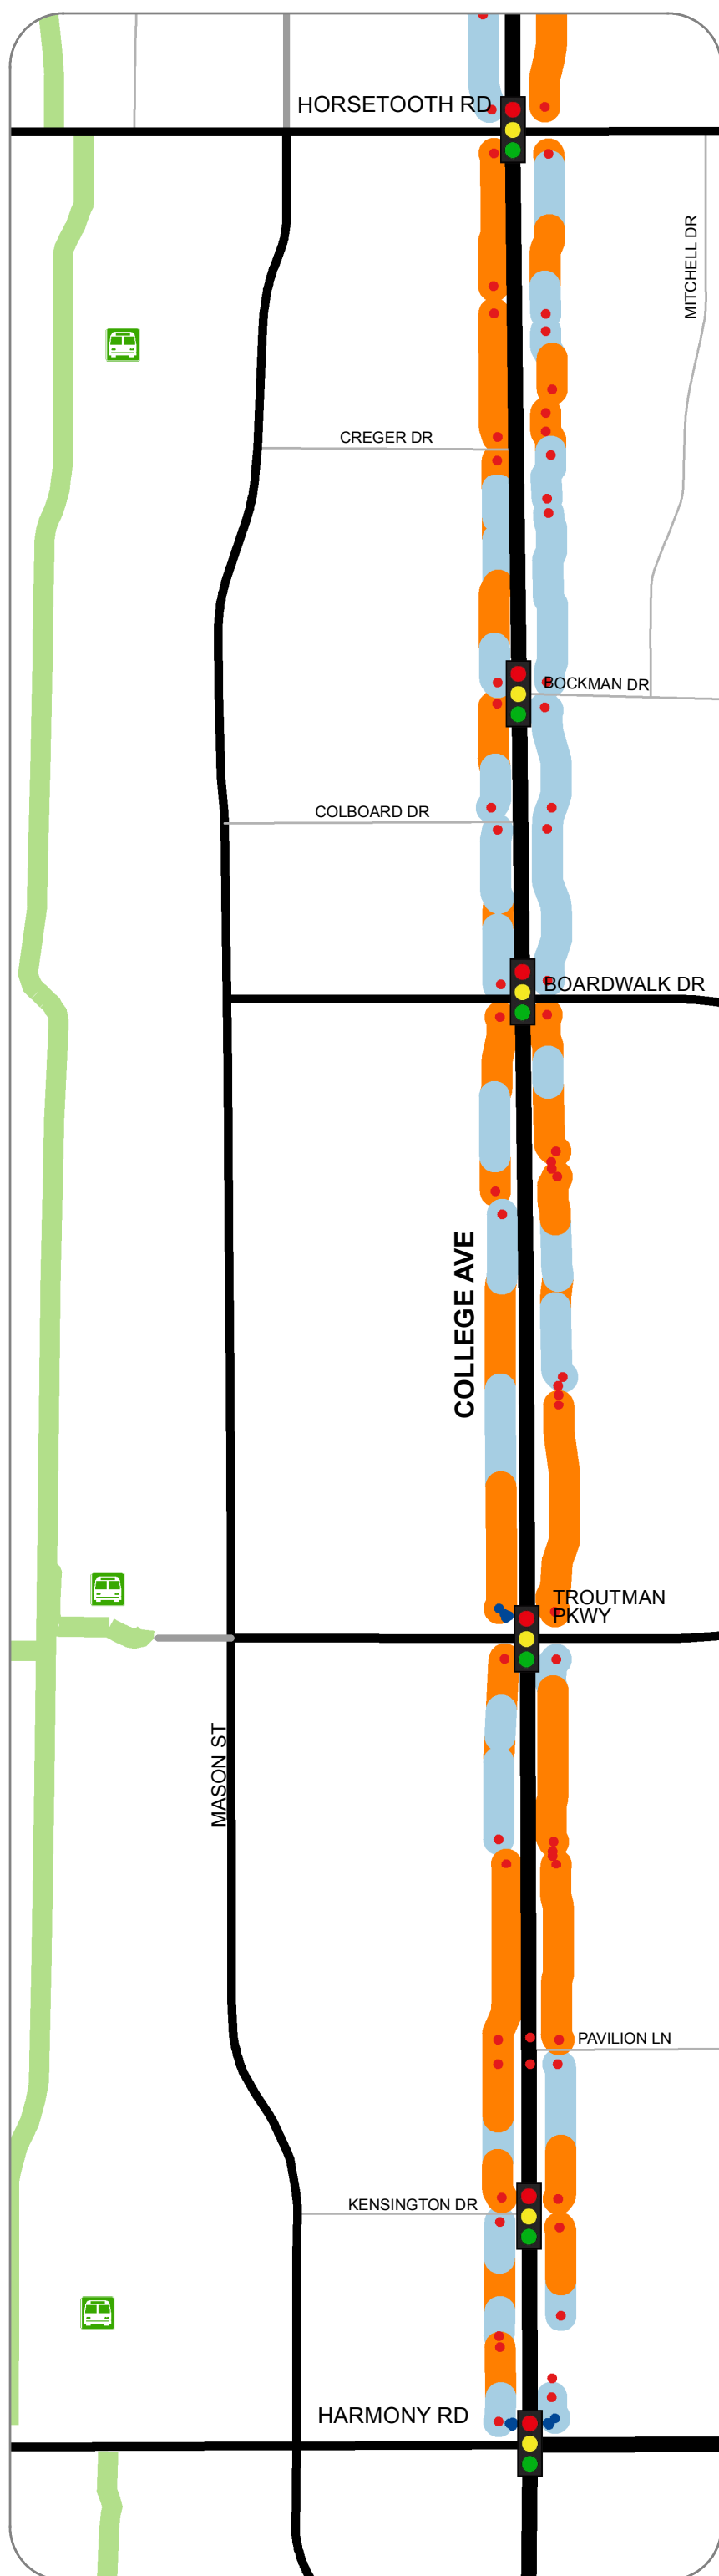 HORSETOOTH RD
MITCHELL DR
CREGER DR
BOCKMAN DR
COLBOARD DR
BOARDWALK DR
COLLEGE AVE
TROUTMAN
PKWY
MASON ST
PAVILION LN
KENSINGTON DR
HARMONY RD